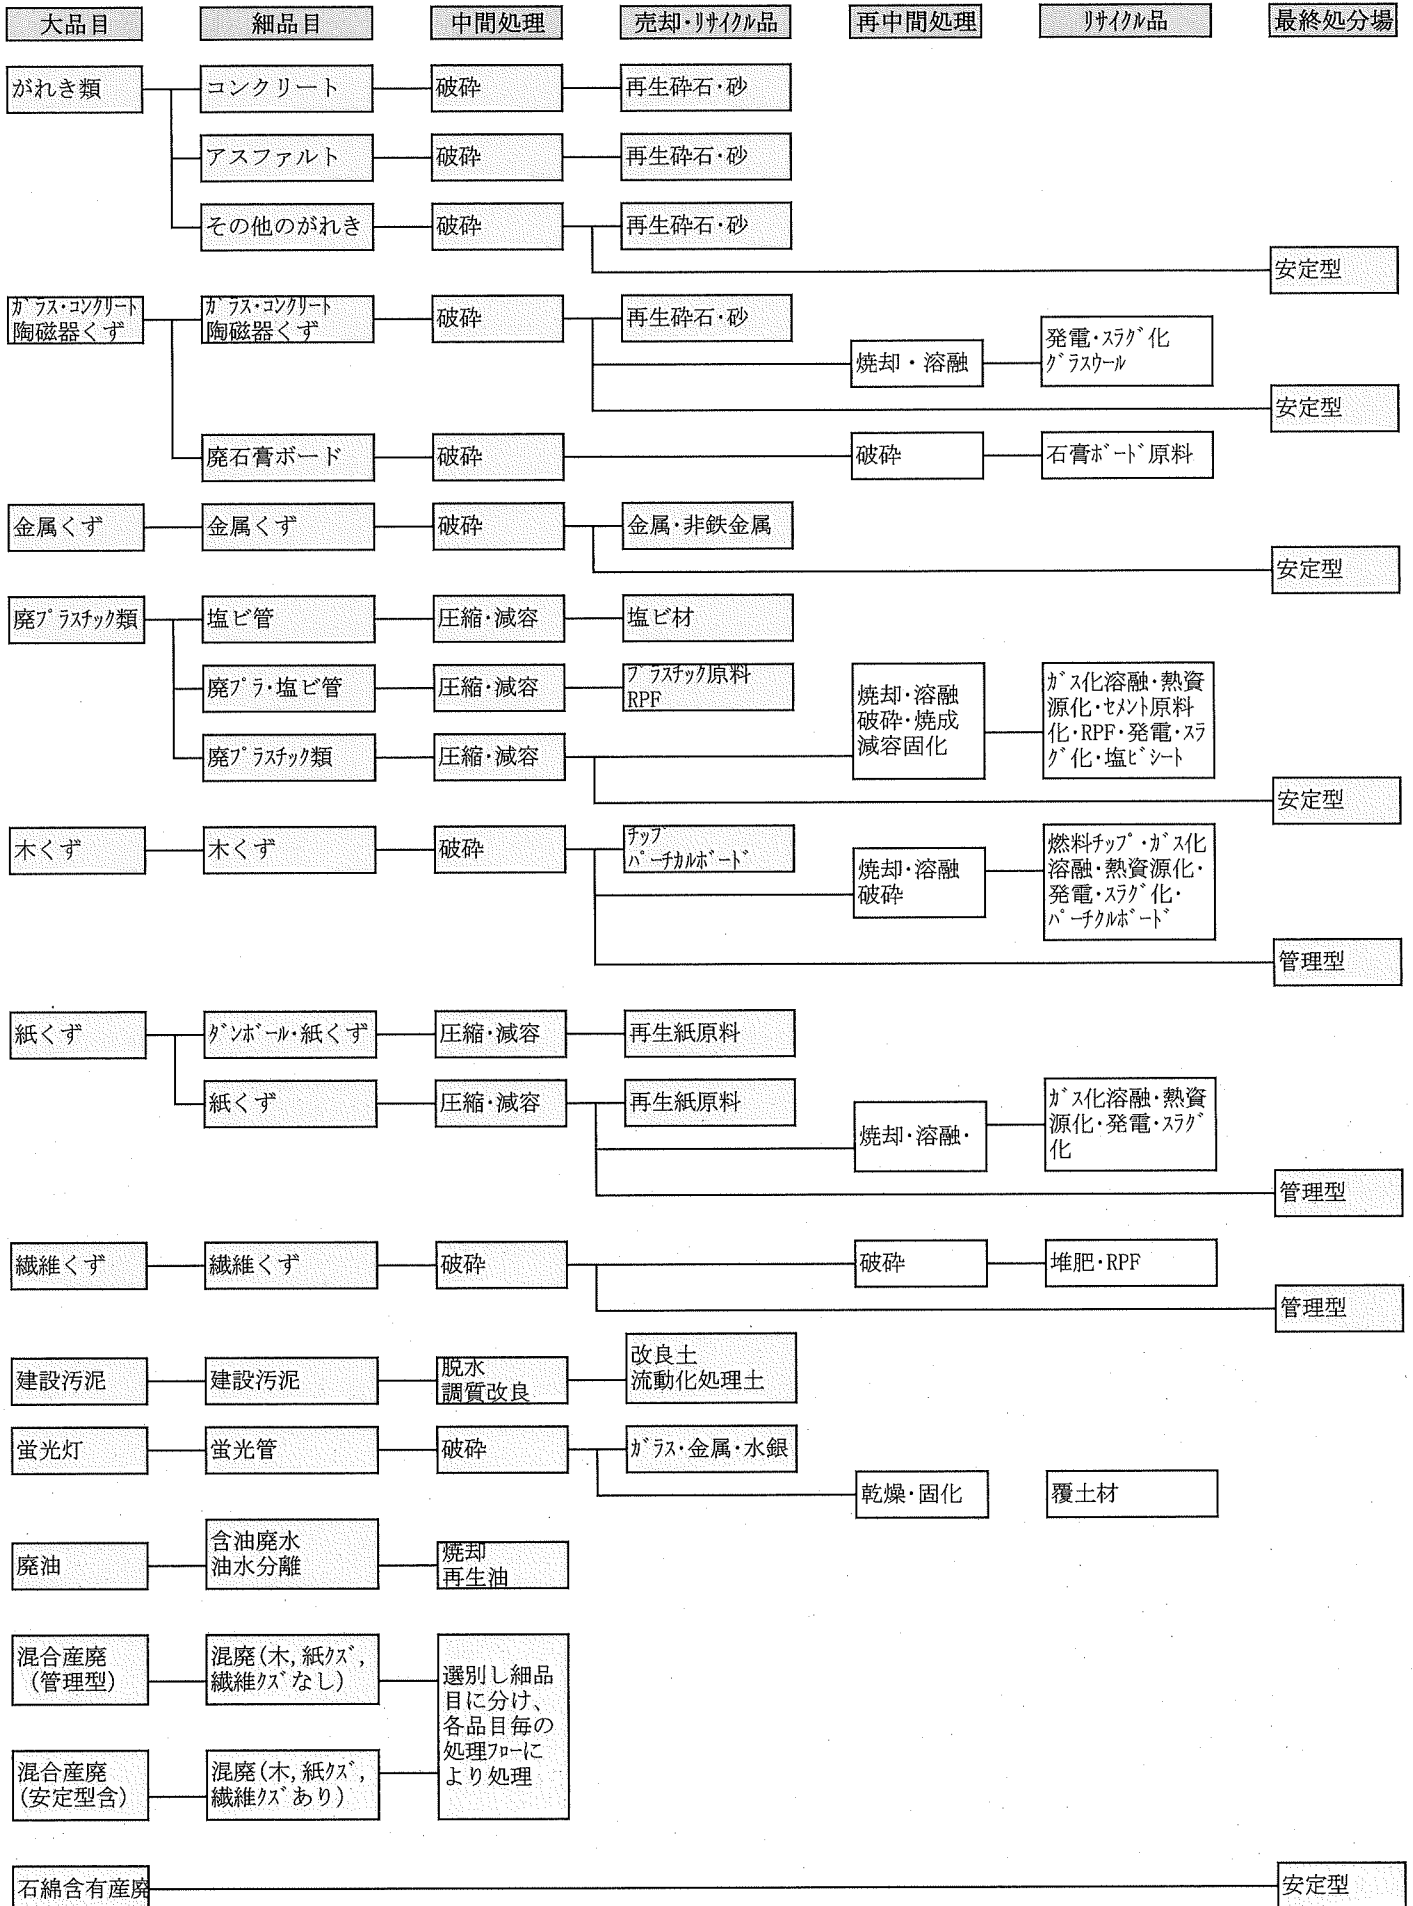 大品目
細品目
中間処理
売却・リサイクル品
再中間処理
リサイクル品
最終処分場
がれき類
コンクリート
破砕
再生砕石・砂
アスファルト
破砕
再生砕石・砂
その他のがれき
破砕
再生砕石・砂
安定型
ガラス・コンクリート
陶磁器くず
ガラス・コンクリート
陶磁器くず
破砕
再生砕石・砂
焼却・溶融
発電・スラグ化
グラスウール
安定型
廃石膏ボード
破砕
破砕
石膏ボード原料
金属くず
金属くず
破砕
金属・非鉄金属
安定型
廃プラスチック類
塩ビ管
圧縮・減容
塩ビ材
廃プラ・塩ビ管
圧縮・減容
プラスチック原料
RPF
廃プラスチック類
圧縮・減容
焼却・溶融
破砕・焼成
減容固化
ガス化溶融・熱資
源化・セメント原料
化・RPF・発電・スラ
グ化・塩ビシート
安定型
木くず
木くず
破砕
チップ
パーチカルボード
焼却・溶融
破砕
燃料チップ・ガス化
溶融・熱資源化・
発電・スラグ化・
パーチクルボード
管理型
紙くず
ダンボール・紙くず
圧縮・減容
再生紙原料
紙くず
圧縮・減容
再生紙原料
焼却・溶融・
ガス化溶融・熱資
源化・発電・スラグ
化
管理型
繊維くず
繊維くず
破砕
破砕
堆肥・RPF
管理型
建設汚泥
建設汚泥
脱水
調質改良
改良土
流動化処理土
蛍光灯
蛍光管
破砕
ガラス・金属・水銀
乾燥・固化
覆土材
廃油
含油廃水
油水分離
焼却
再生油
混合産廃
（管理型）
混廃(木,紙クズ,
繊維クズなし)
選別し細品
目に分け、
各品目毎の
処理フローに
より処理
混合産廃
(安定型含)
混廃(木,紙クズ,
繊維クズあり)
石綿含有産廃
安定型